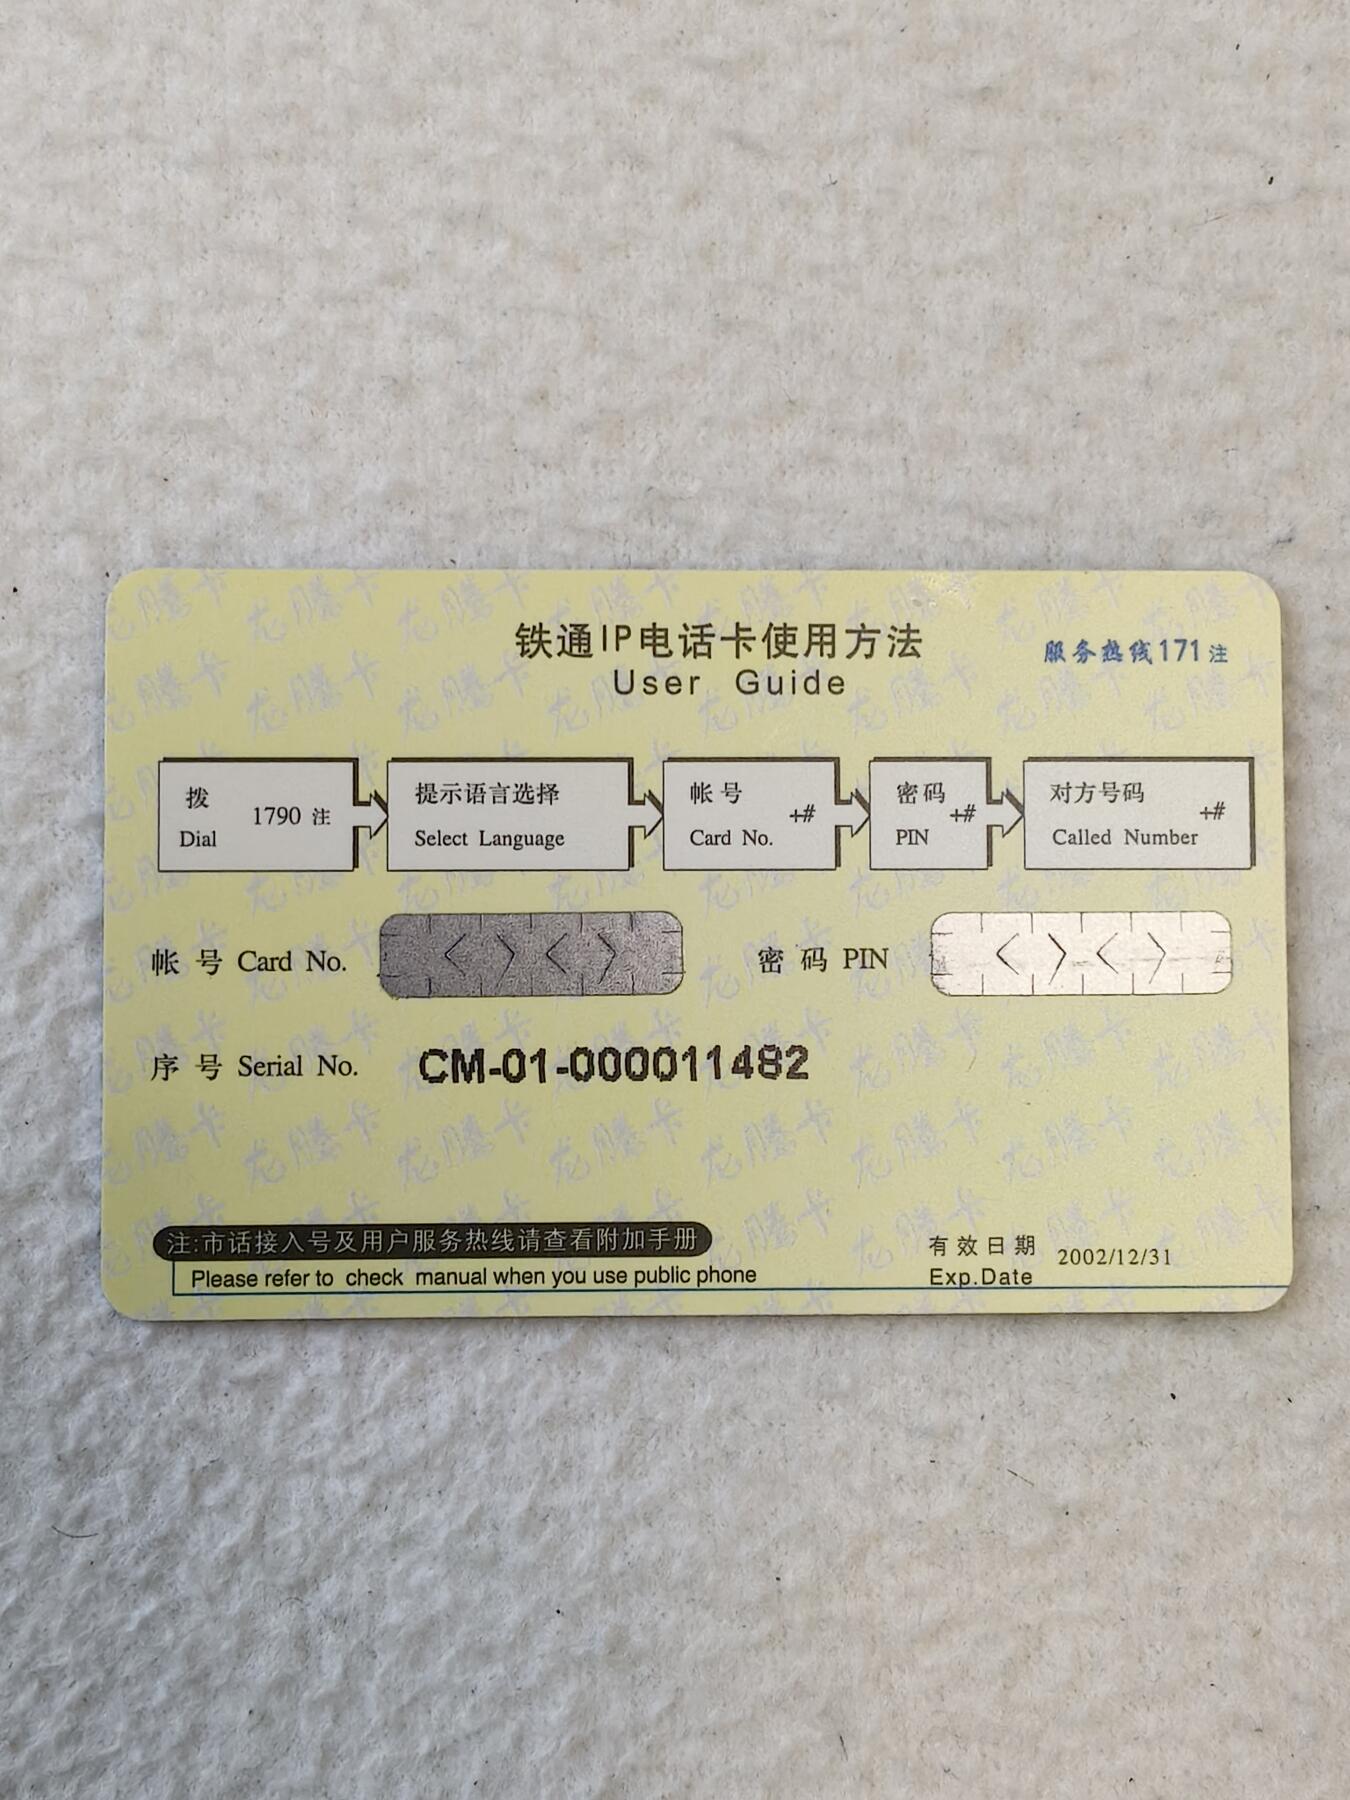 铁通IP电话卡使用方法
User Guide
服务热线171注
拨 1790 注
Dial
提示语言选择
Select Language
帐号 +#
Card No.
密码 +#
PIN
对方号码 +#
Called Number
帐 号 Card No.
密 码 PIN
序 号 Serial No. CM-01-000011482
注:市话接入号及用户服务热线请查看附加手册
Please refer to check manual when you use public phone
有效日期 2002/12/31
Exp.Date
龙腾卡